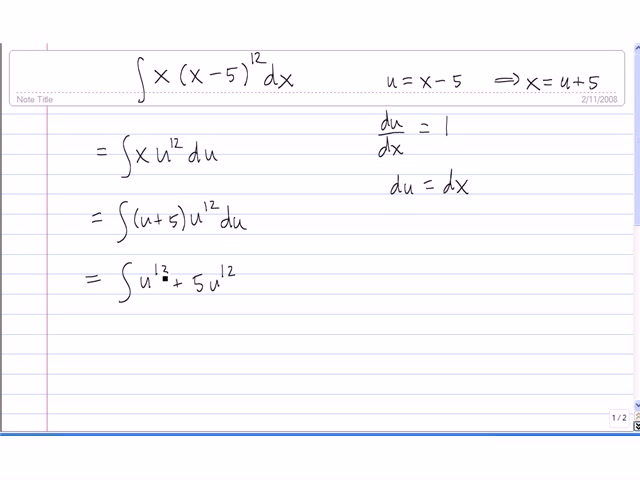 ∫ x (x − 5)^12 dx    u = x − 5 ⟹ x = u + 5
Note Title    2/11/2008
du/dx = 1
= ∫ x u^12 du
du = dx
= ∫ (u + 5) u^12 du
= ∫ u^12 + 5u^12
1 / 2